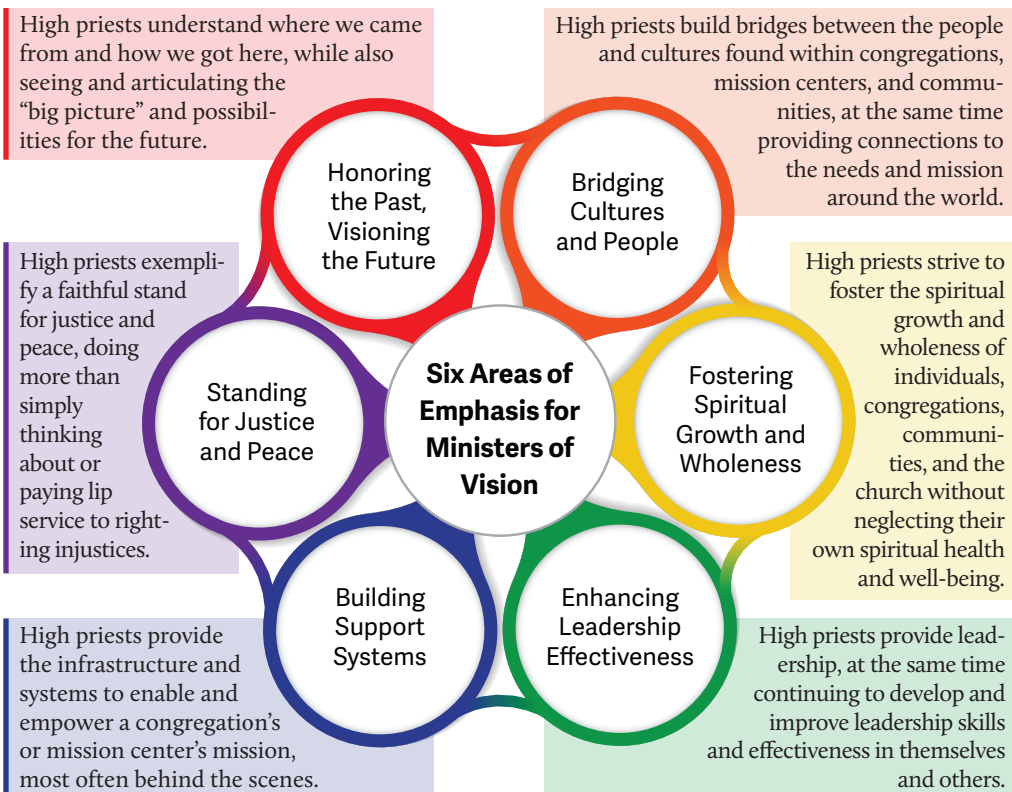 High priests understand where we came
from and how we got here, while also
seeing and articulating the
“big picture” and possibil-
ities for the future.
High priests build bridges between the people
and cultures found within congregations,
mission centers, and commu-
nities, at the same time
providing connections to
the needs and mission
around the world.
Honoring
the Past,
Visioning
the Future
Bridging
Cultures
and People
High priests exempli-
fy a faithful stand
for justice and
peace, doing
more than
simply
thinking
about or
paying lip
service to right-
ing injustices.
Standing
for Justice
and Peace
Six Areas of
Emphasis for
Ministers of
Vision
Fostering
Spiritual
Growth and
Wholeness
High priests strive to
foster the spiritual
growth and
wholeness of
individuals,
congregations,
communi-
ties, and the
church without
neglecting their
own spiritual health
and well-being.
Building
Support
Systems
Enhancing
Leadership
Effectiveness
High priests provide
the infrastructure and
systems to enable and
empower a congregation’s
or mission center’s mission,
most often behind the scenes.
High priests provide lead-
ership, at the same time
continuing to develop and
improve leadership skills
and effectiveness in themselves
and others.